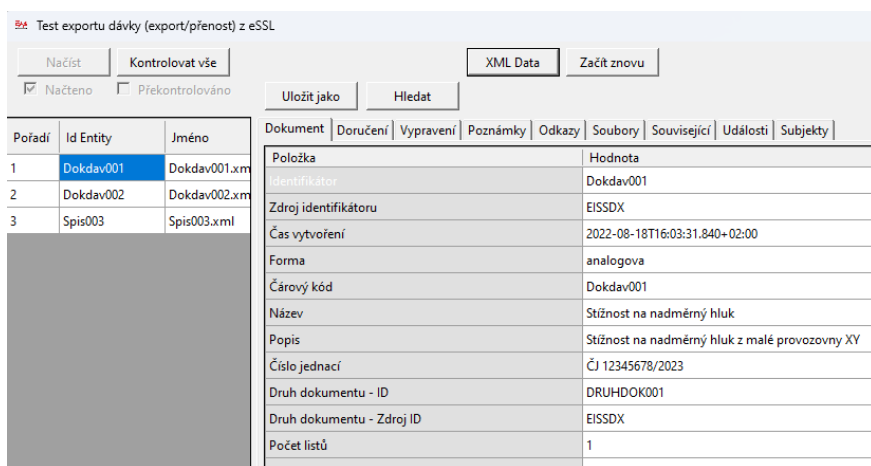 Test exportu dávky (export/přenost) z eSSL
Načíst Kontrolovat vše XML Data Začít znovu
Načteno Překontrolováno
Uložit jako Hledat
Dokument Doručení Vypravení Poznámky Odkazy Soubory Související Události Subjekty
Pořadí Id Entity Jméno
1 Dokdav001 Dokdav001.xm
2 Dokdav002 Dokdav002.xm
3 Spis003 Spis003.xml
Položka Hodnota
Identifikátor Dokdav001
Zdroj identifikátoru EISSDX
Čas vytvoření 2022-08-18T16:03:31.840+02:00
Forma analogova
Čárový kód Dokdav001
Název Stížnost na nadměrný hluk
Popis Stížnost na nadměrný hluk z malé provozovny XY
Číslo jednací ČJ 12345678/2023
Druh dokumentu - ID DRUHDOK001
Druh dokumentu - Zdroj ID EISSDX
Počet listů 1